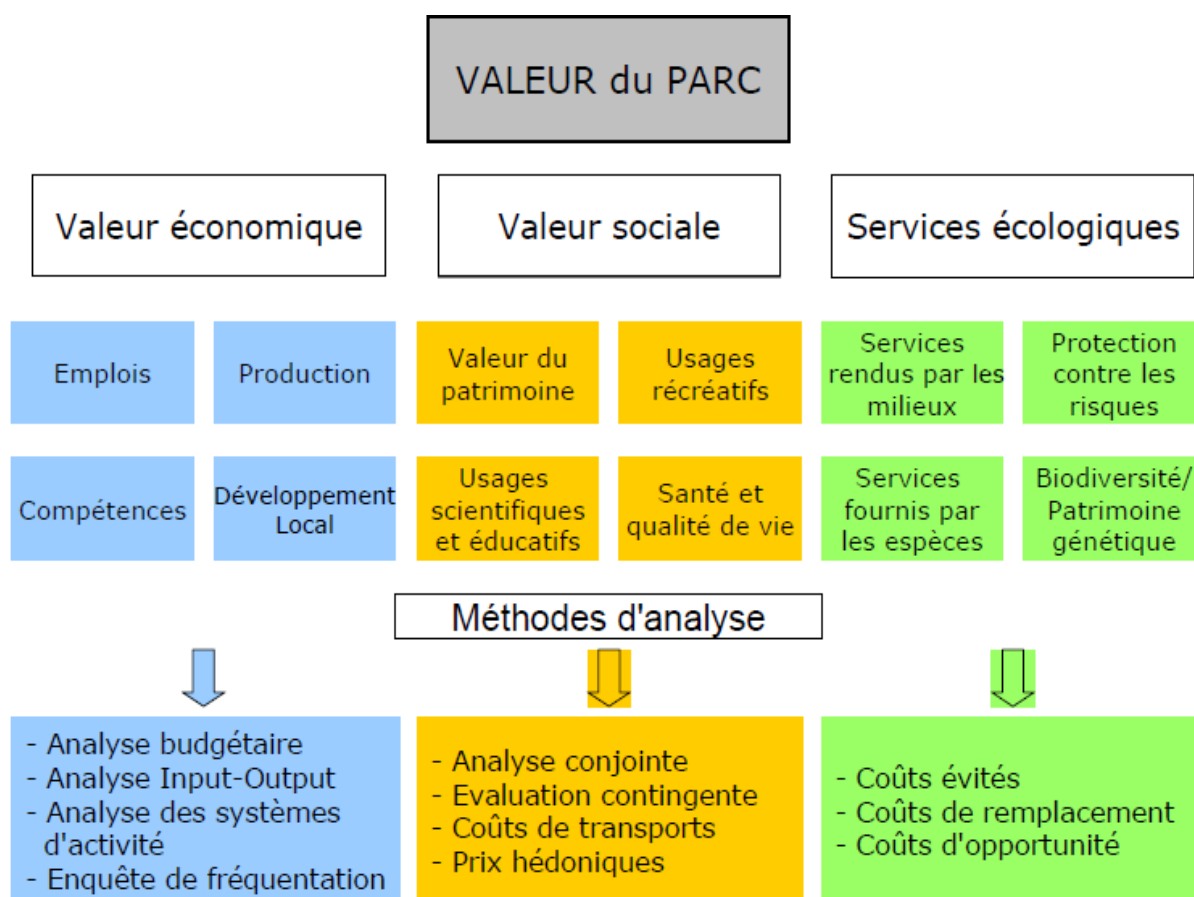 VALEUR du PARC
Valeur économique
Valeur sociale
Services écologiques
Emplois
Production
Valeur du
patrimoine
Usages
récréatifs
Services
rendus par les
milieux
Protection
contre les
risques
Compétences
Développement
Local
Usages
scientifiques
et éducatifs
Santé et
qualité de vie
Services
fournis par
les espèces
Biodiversité/
Patrimoine
génétique
Méthodes d'analyse
- Analyse budgétaire
- Analyse Input-Output
- Analyse des systèmes
d'activité
- Enquête de fréquentation
- Analyse conjointe
- Evaluation contingente
- Coûts de transports
- Prix hédoniques
- Coûts évités
- Coûts de remplacement
- Coûts d'opportunité